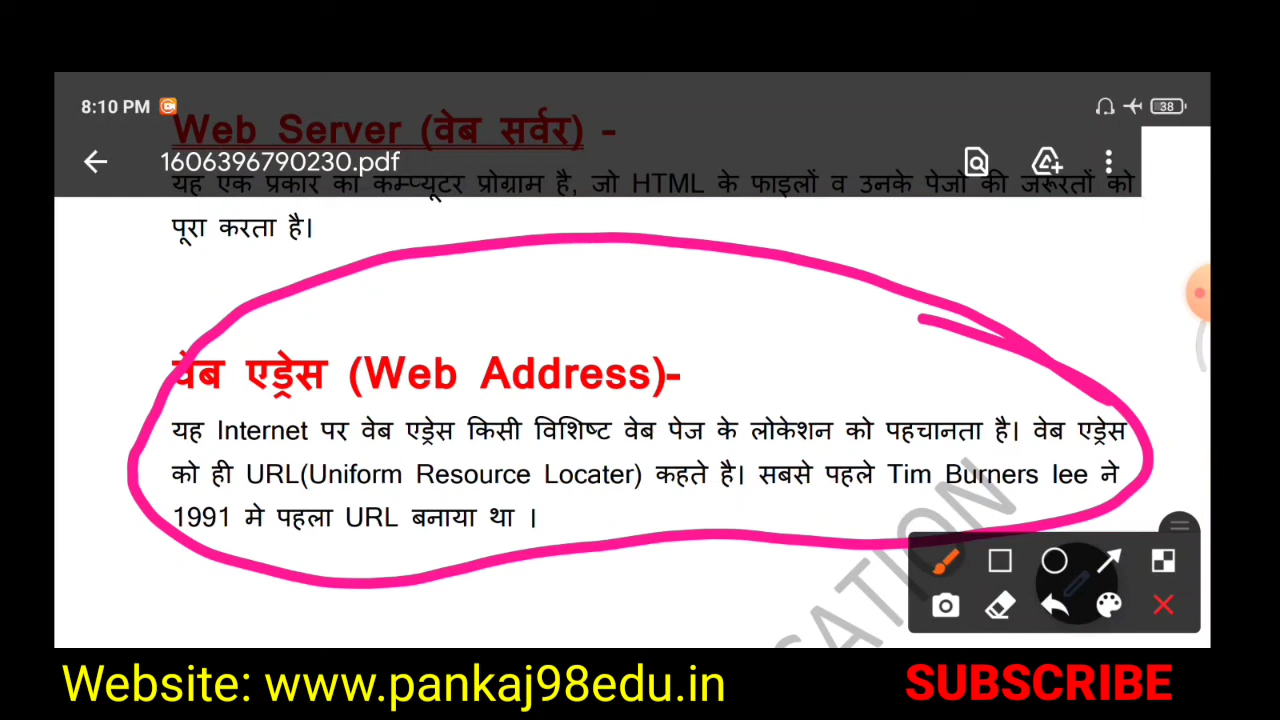 8:10 PM
38
Web Server (वेब सर्वर) -
1606396790230.pdf
यह एक प्रकार का कम्प्यूटर प्रोग्राम है, जो HTML के फाइलों व उनके पेजो की जरूरतों को
पूरा करता है।
वेब एड्रेस (Web Address)-
यह Internet पर वेब एड्रेस किसी विशिष्ट वेब पेज के लोकेशन को पहचानता है। वेब एड्रेस
को ही URL(Uniform Resource Locater) कहते है। सबसे पहले Tim Burners lee ने
1991 मे पहला URL बनाया था ।
Website: www.pankaj98edu.in
SUBSCRIBE